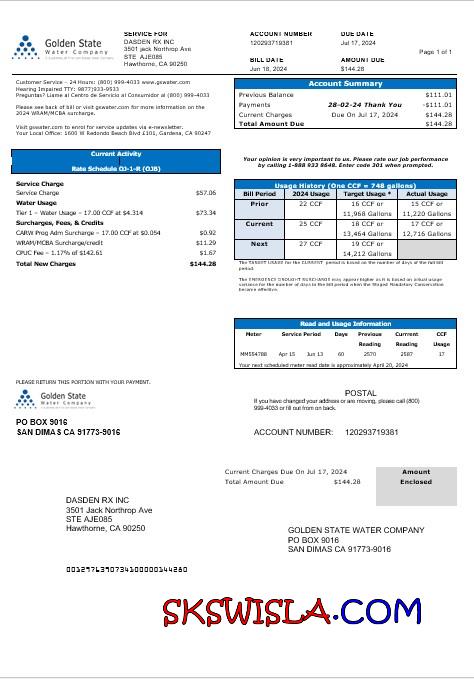 Golden State
Water Company
SERVICE FOR
DASDEN RX INC
3501 jack Northrop Ave
STE AJE085
Hawthorne, CA 90250
ACCOUNT NUMBER
120293719381
BILL DATE
Jun 18, 2024
DUE DATE
Jul 17, 2024
AMOUNT DUE
$144.28
Page 1 of 1
Customer Service – 24 Hours: (800) 999-4033 www.gswater.com
Hearing Impaired TTY: 9877)933-9533
Preguntas? Llame al Centro de Servicio al Consumidor al (800) 999-4033
Please see back of bill or visit gswater.com for more information on the
2024 WRAM/MCBA surcharge.
Visit gswater.com to enrol for service updates via e-newsletter.
Your Local Office: 1600 W Redondo Beach Blvd £101, Gardena, CA 90247
Account Summary
Previous Balance $111.01
Payments 28-02-24 Thank You -$111.01
Current Charges Due On Jul 17, 2024 $144.28
Total Amount Due $144.28
Current Activity
Rate Schedule OJ-1-R (OJB)
Service Charge
Service Charge $57.06
Water Usage
Tier 1 – Water Usage – 17.00 CCF at $4.314 $73.34
Surcharges, Fees, & Credits
CARW Prog Adm Surcharge – 17.00 CCF at $0.054 $0.92
WRAM/MCBA Surcharge/credit $11.29
CPUC Fee – 1.17% of $142.61 $1.67
Total New Charges $144.28
Your opinion is very important to us. Please rate our job performance
by calling 1-888 933 8648. Enter code 301 when prompted.
Usage History (One CCF = 748 gallons)
Bill Period 2024 Usage Target Usage * Actual Usage
Prior 22 CCF 16 CCF or 11,968 Gallons 15 CCF or 11,220 Gallons
Current 25 CCF 18 CCF or 13,464 Gallons 17 CCF or 12,716 Gallons
Next 27 CCF 19 CCF or 14,212 Gallons
The TARGET USAGE for the CURRENT period is based on the number of days of the full bill
period.
The EMERGENCY DROUGHT SURCHARGE may appear higher as it is based on actual usage
variance for the number of days in the bill period when the Staged Mandatory Conservation
became effective.
Read and Usage Information
Meter Service Period Days Previous Reading Current Reading CCF Usage
MM554788 Apr 15 Jun 13 60 2570 2587 17
Your next scheduled meter read date is approximately April 20, 2024
PLEASE RETURN THIS PORTION WITH YOUR PAYMENT.
Golden State
Water Company
PO BOX 9016
SAN DIMAS CA 91773-9016
POSTAL
If you have changed your address or are moving, please call (800)
999-4033 or fill out from on back.
ACCOUNT NUMBER: 120293719381
Current Charges Due On Jul 17, 2024
Total Amount Due $144.28
Amount
Enclosed
DASDEN RX INC
3501 Jack Northrop Ave
STE AJE085
Hawthorne, CA 90250
GOLDEN STATE WATER COMPANY
PO BOX 9016
SAN DIMAS CA 91773-9016
0012976390734100000144280
SKSWISLA.COM